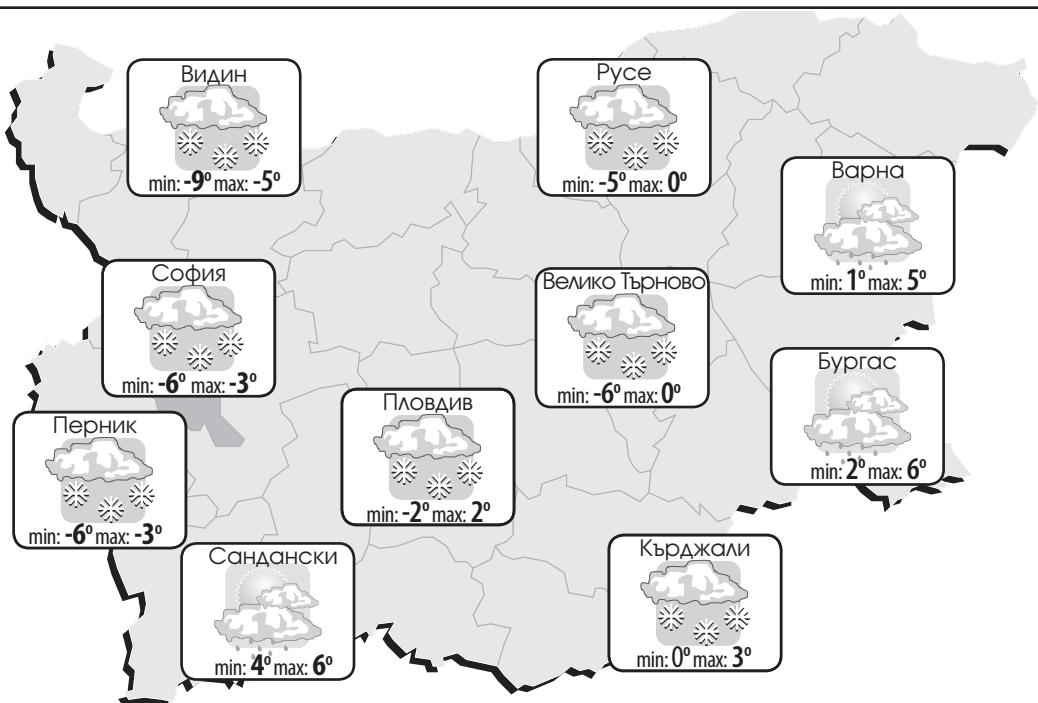 Видин
min: -9° max: -5°
Русе
min: -5° max: 0°
Варна
min: 1° max: 5°
София
min: -6° max: -3°
Велико Търново
min: -6° max: 0°
Бургас
min: 2° max: 6°
Пловдив
min: -2° max: 2°
Перник
min: -6° max: -3°
Сандански
min: 4° max: 6°
Кърджали
min: 0° max: 3°